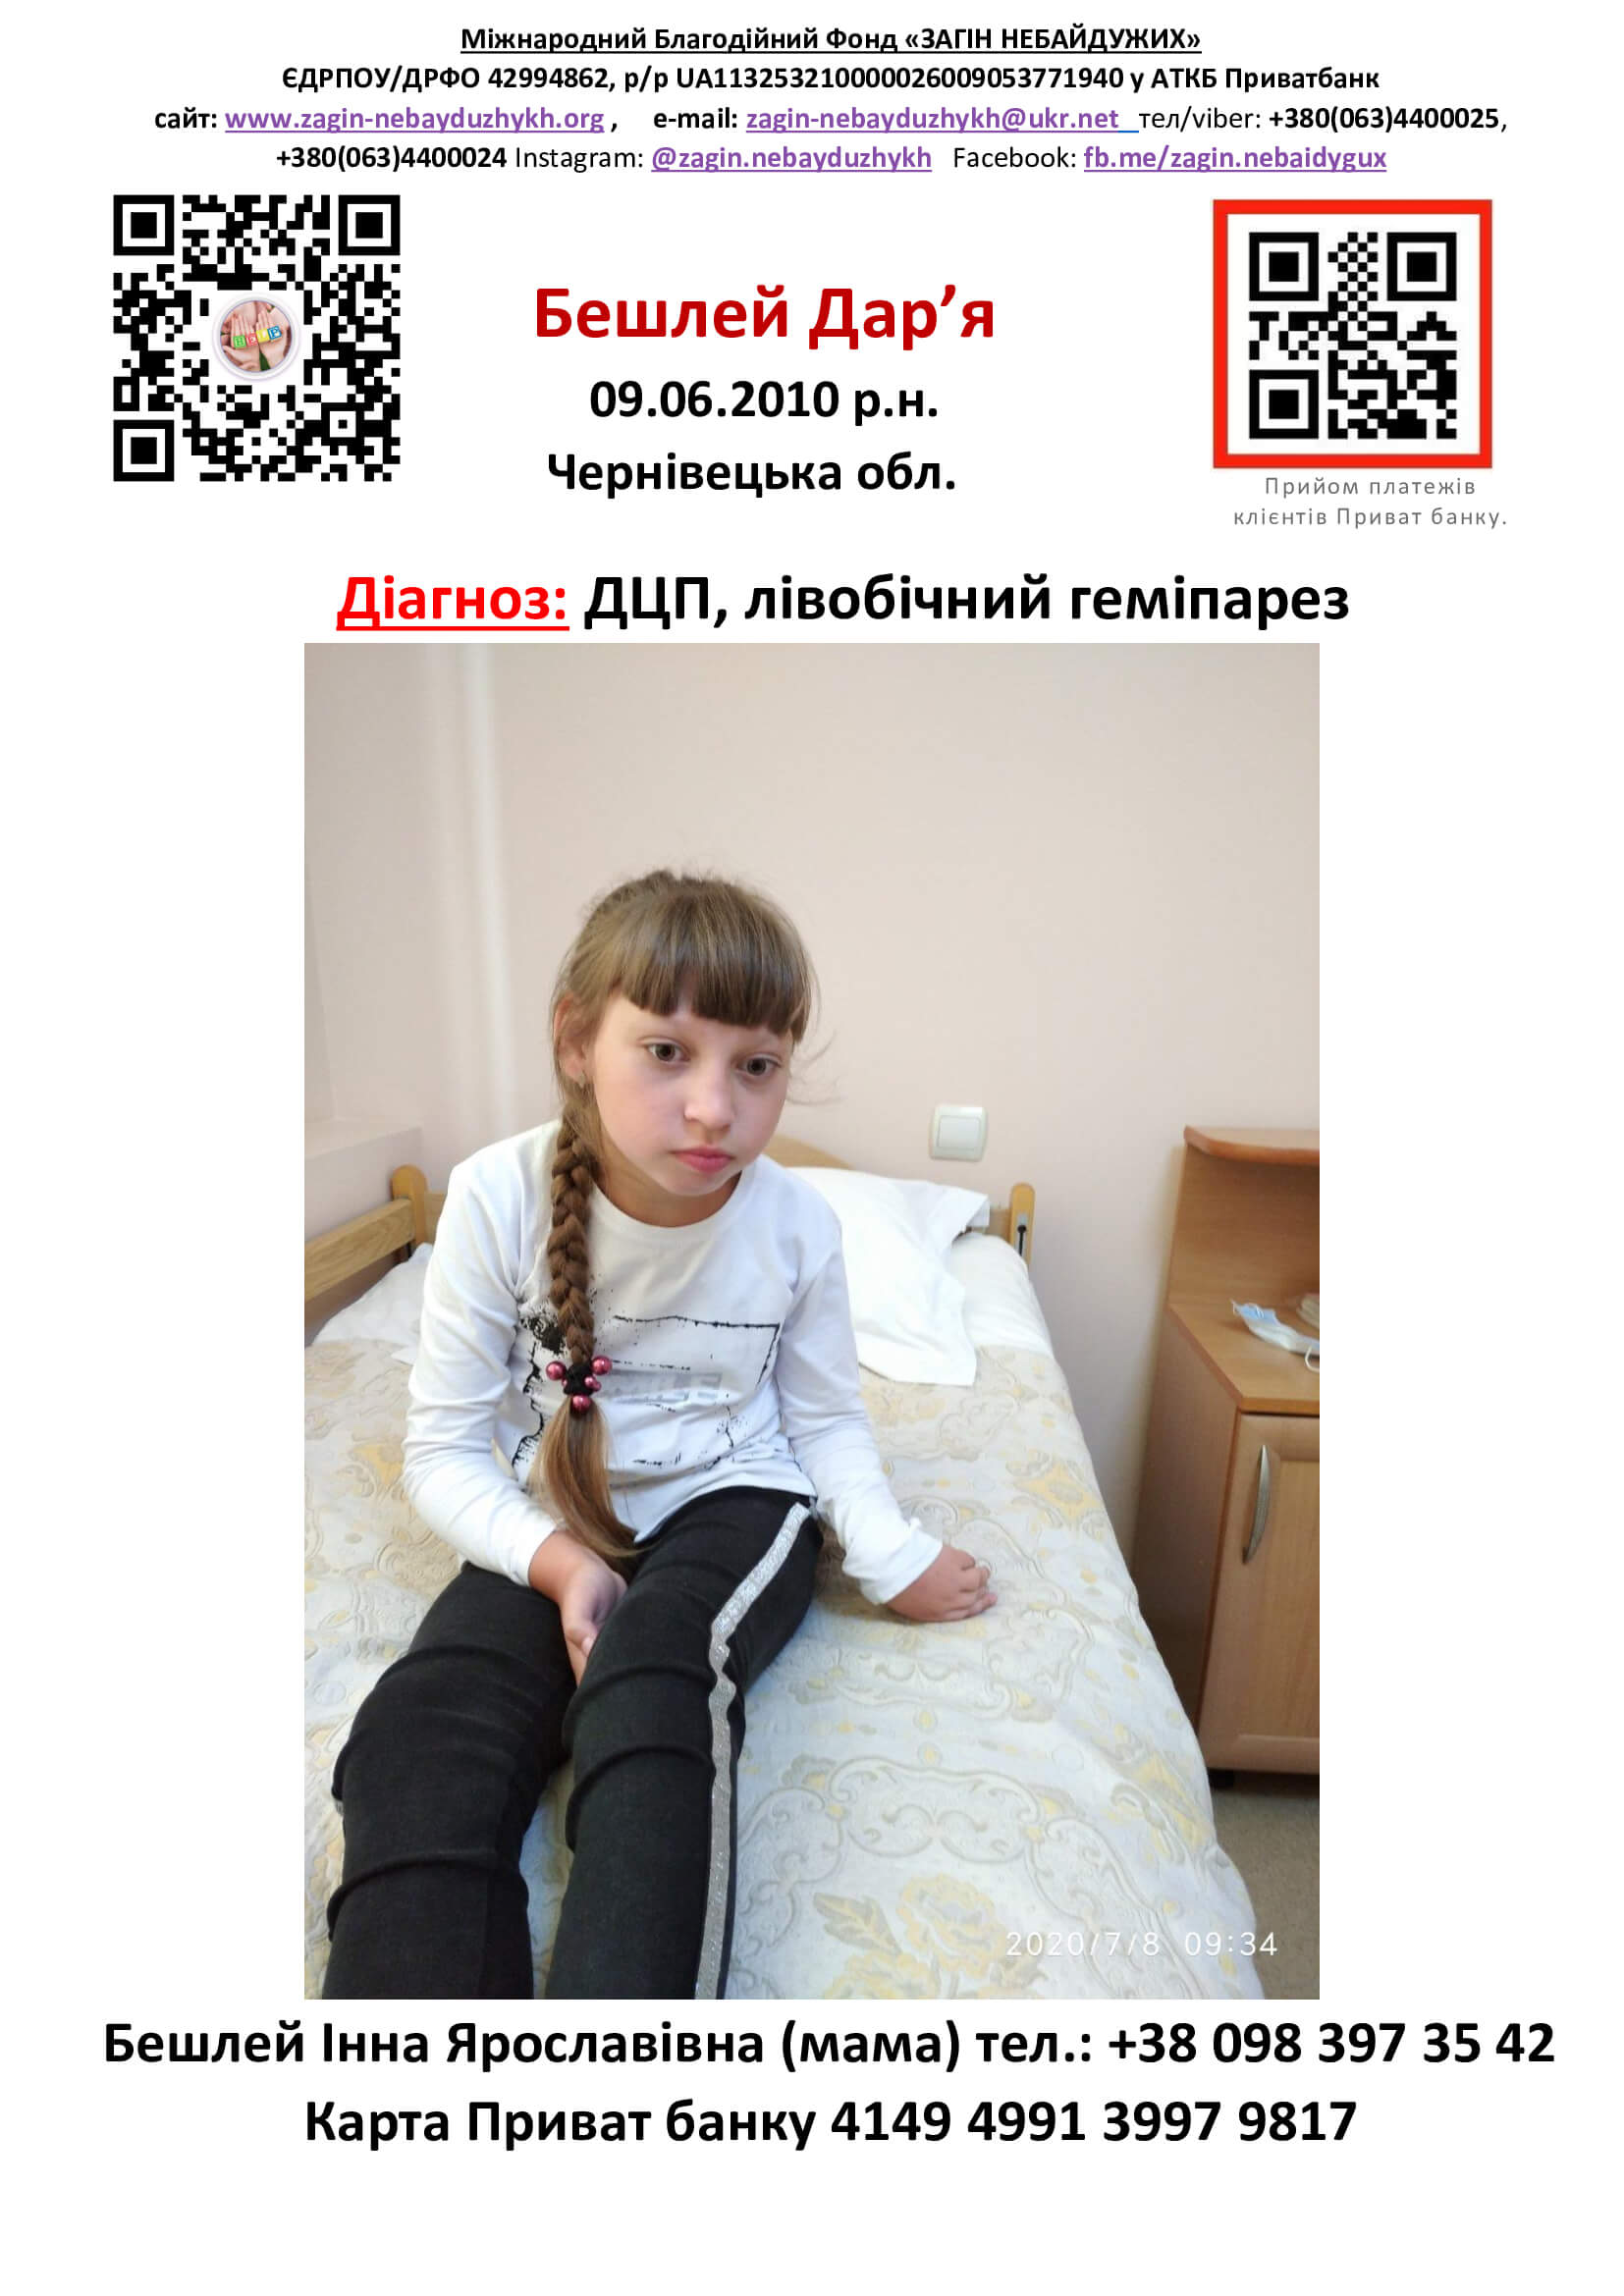 Міжнародний Благодійний Фонд «ЗАГІН НЕБАЙДУЖИХ»
ЄДРПОУ/ДРФО 42994862, р/р UA113253210000026009053771940 у АТКБ Приватбанк
сайт: www.zagin-nebayduzhykh.org , e-mail: zagin-nebayduzhykh@ukr.net тел/viber: +380(063)4400025,
+380(063)4400024 Instagram: @zagin.nebayduzhykh Facebook: fb.me/zagin.nebaidygux
HELP
Бешлей Дар’я
09.06.2010 р.н.
Чернівецька обл.
Прийом платежів
клієнтів Приват банку.
Діагноз: ДЦП, лівобічний геміпарез
2020/7/8 09:34
Бешлей Інна Ярославівна (мама) тел.: +38 098 397 35 42
Карта Приват банку 4149 4991 3997 9817